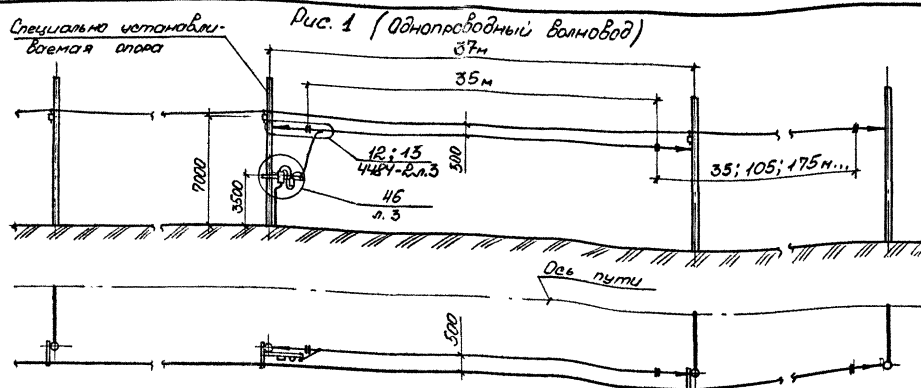 Рис. 1 (Однопроводный волновод)
Специально устанавли-
ваемая опора
37м
35м
7000
3500
12; 13
4484-2л.3
46
л. 3
500
35; 105; 175 м...
Ось пути
500